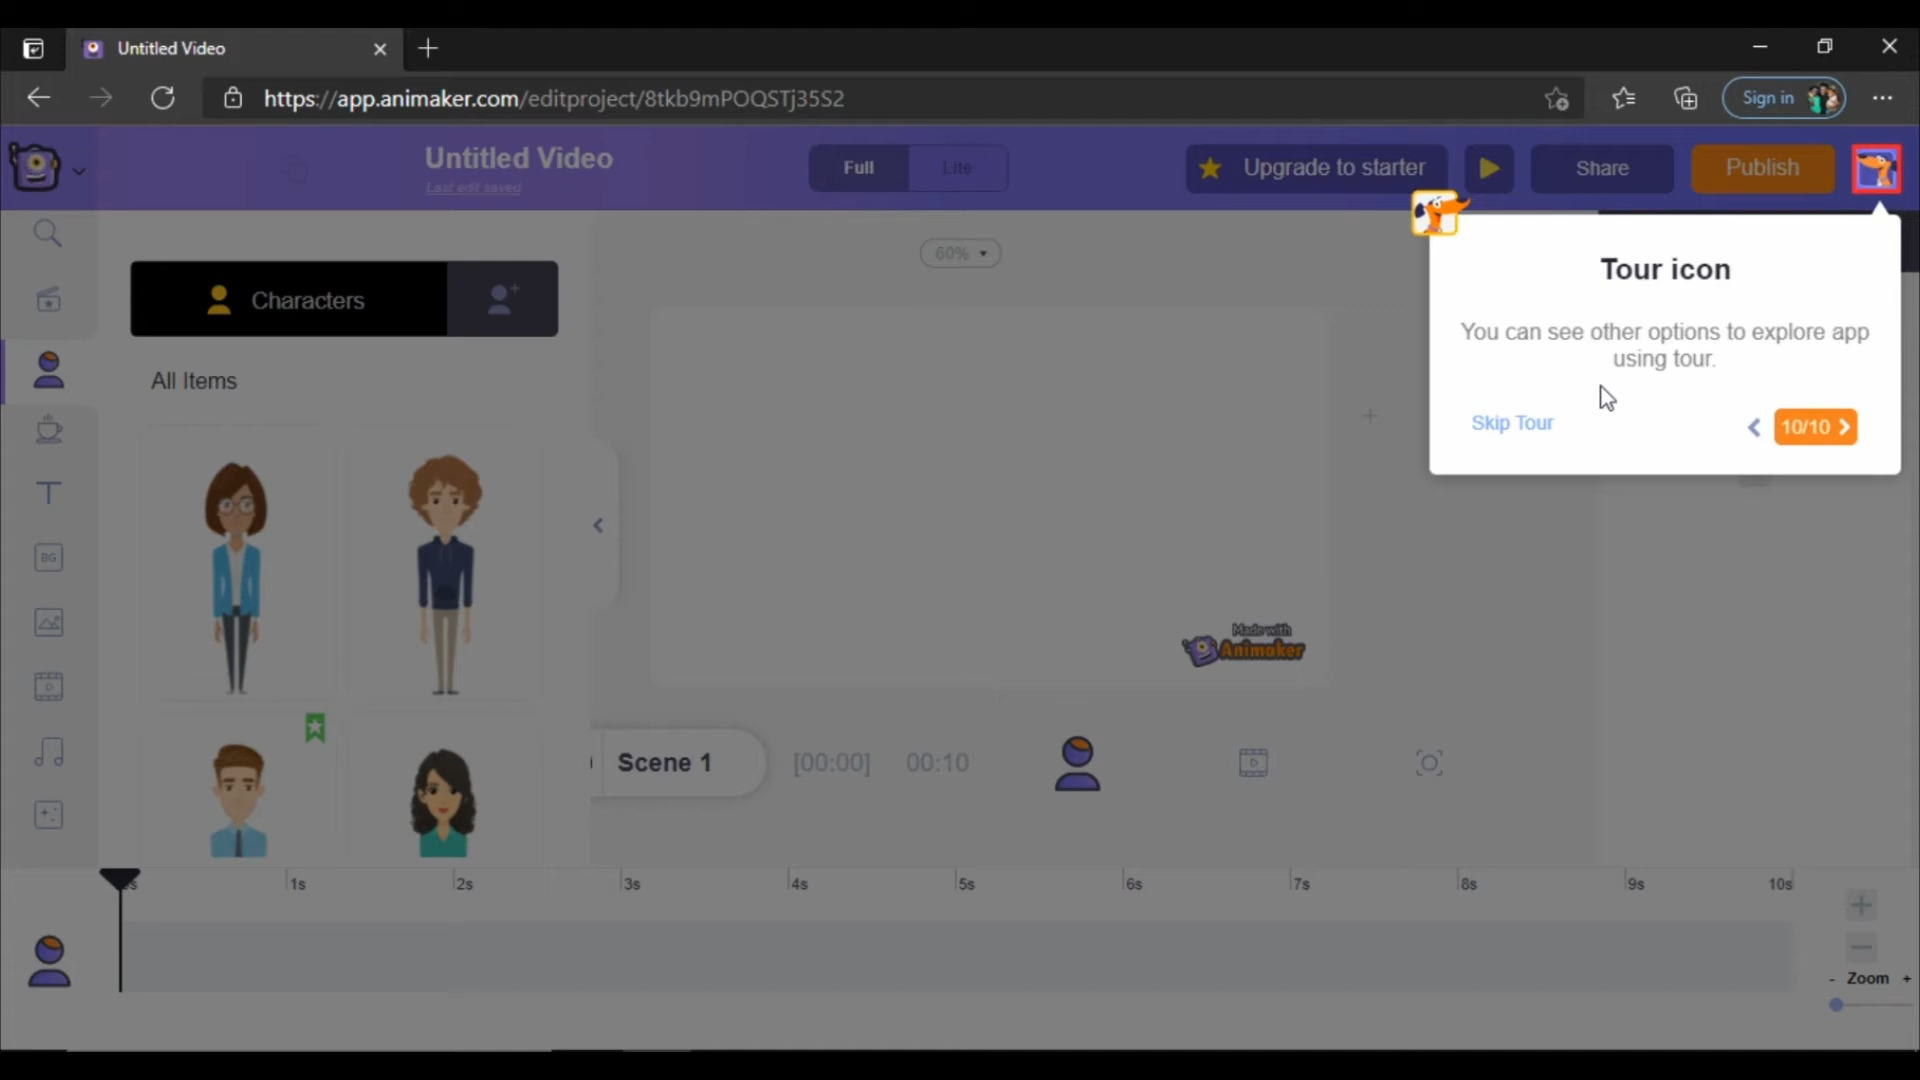 Untitled Video
https://app.animaker.com/editproject/8tkb9mPOQSTj35S2
Sign in
Untitled Video
Last edit saved
Full
Lite
Upgrade to starter
Share
Publish
60%
Tour icon
You can see other options to explore app
using tour.
Skip Tour
10/10
Characters
All Items
BG
Made with
Animaker
Scene 1
[00:00]
00:10
1s
2s
3s
4s
5s
6s
7s
8s
9s
10s
- Zoom +